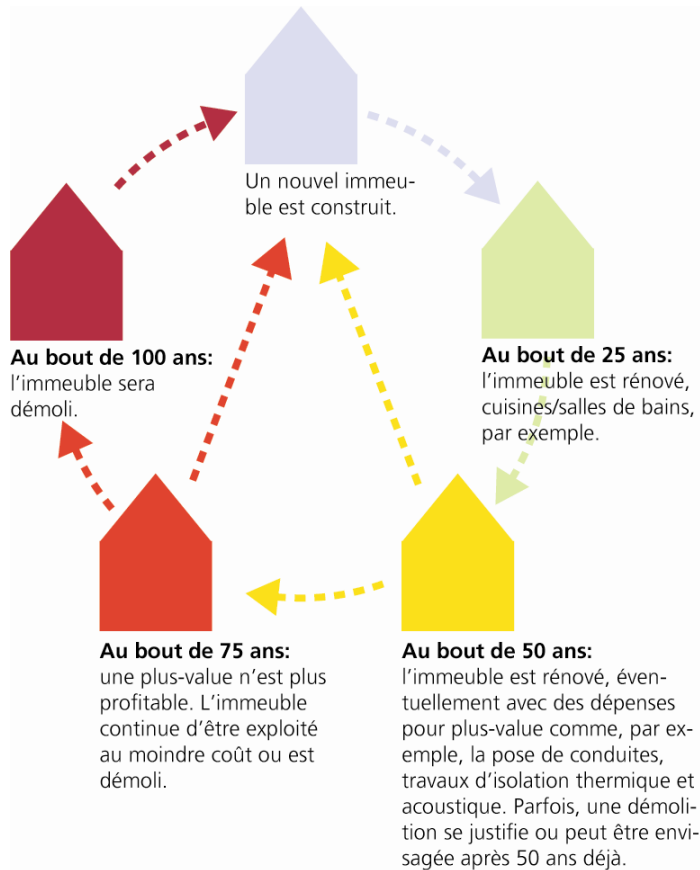 Un nouvel immeu-
ble est construit.
Au bout de 25 ans:
l’immeuble est rénové,
cuisines/salles de bains,
par exemple.
Au bout de 50 ans:
l’immeuble est rénové, éven-
tuellement avec des dépenses
pour plus-value comme, par ex-
emple, la pose de conduites,
travaux d’isolation thermique et
acoustique. Parfois, une démoli-
tion se justifie ou peut être envi-
sagée après 50 ans déjà.
Au bout de 75 ans:
une plus-value n’est plus
profitable. L’immeuble
continue d’être exploité
au moindre coût ou est
démoli.
Au bout de 100 ans:
l’immeuble sera
démoli.